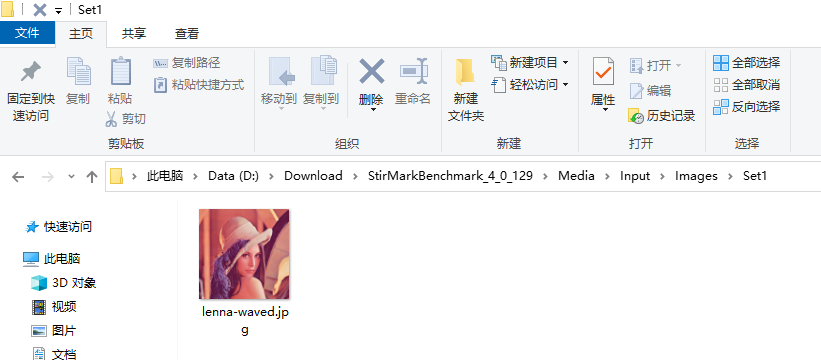 Set1
文件 主页 共享 查看
固定到快
速访问
复制
粘贴
复制路径
粘贴快捷方式
剪切
剪贴板
移动到 复制到 删除 重命名
组织
新建
文件夹
新建项目
轻松访问
新建
属性
打开
编辑
历史记录
打开
全部选择
全部取消
反向选择
选择
此电脑 > Data (D:) > Download > StirMarkBenchmark_4_0_129 > Media > Input > Images > Set1
快速访问
此电脑
3D 对象
视频
图片
文档
lenna-waved.jp
g